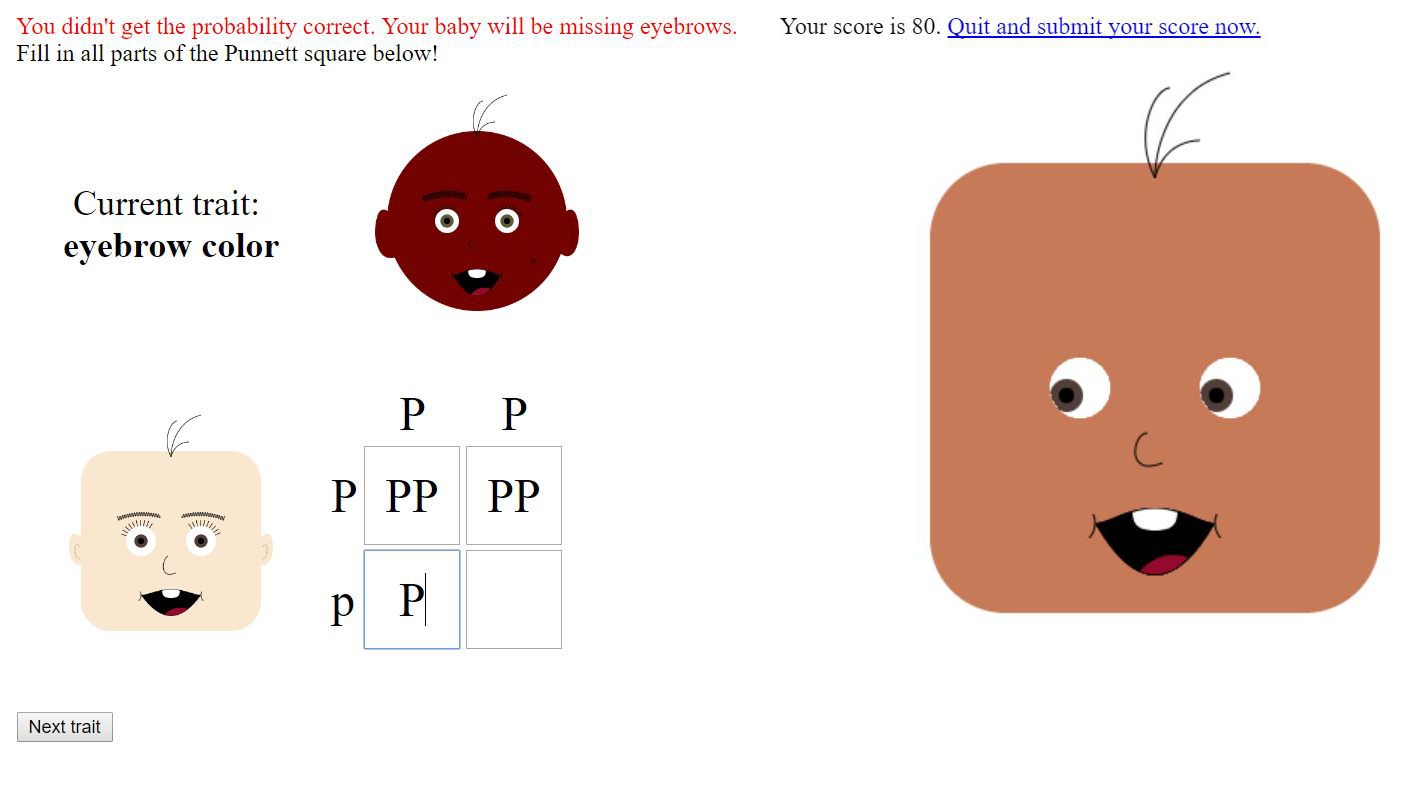 You didn't get the probability correct. Your baby will be missing eyebrows.
Your score is 80. Quit and submit your score now.
Fill in all parts of the Punnett square below!
Current trait:
eyebrow color
P P
P PP PP
p P
Next trait